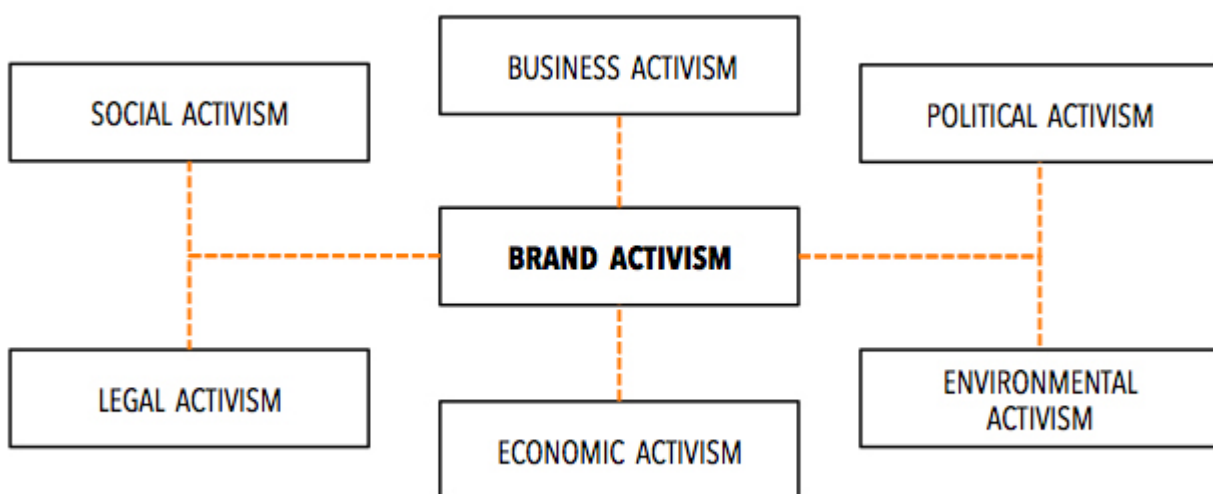 BUSINESS ACTIVISM
SOCIAL ACTIVISM
POLITICAL ACTIVISM
BRAND ACTIVISM
LEGAL ACTIVISM
ENVIRONMENTAL
ACTIVISM
ECONOMIC ACTIVISM